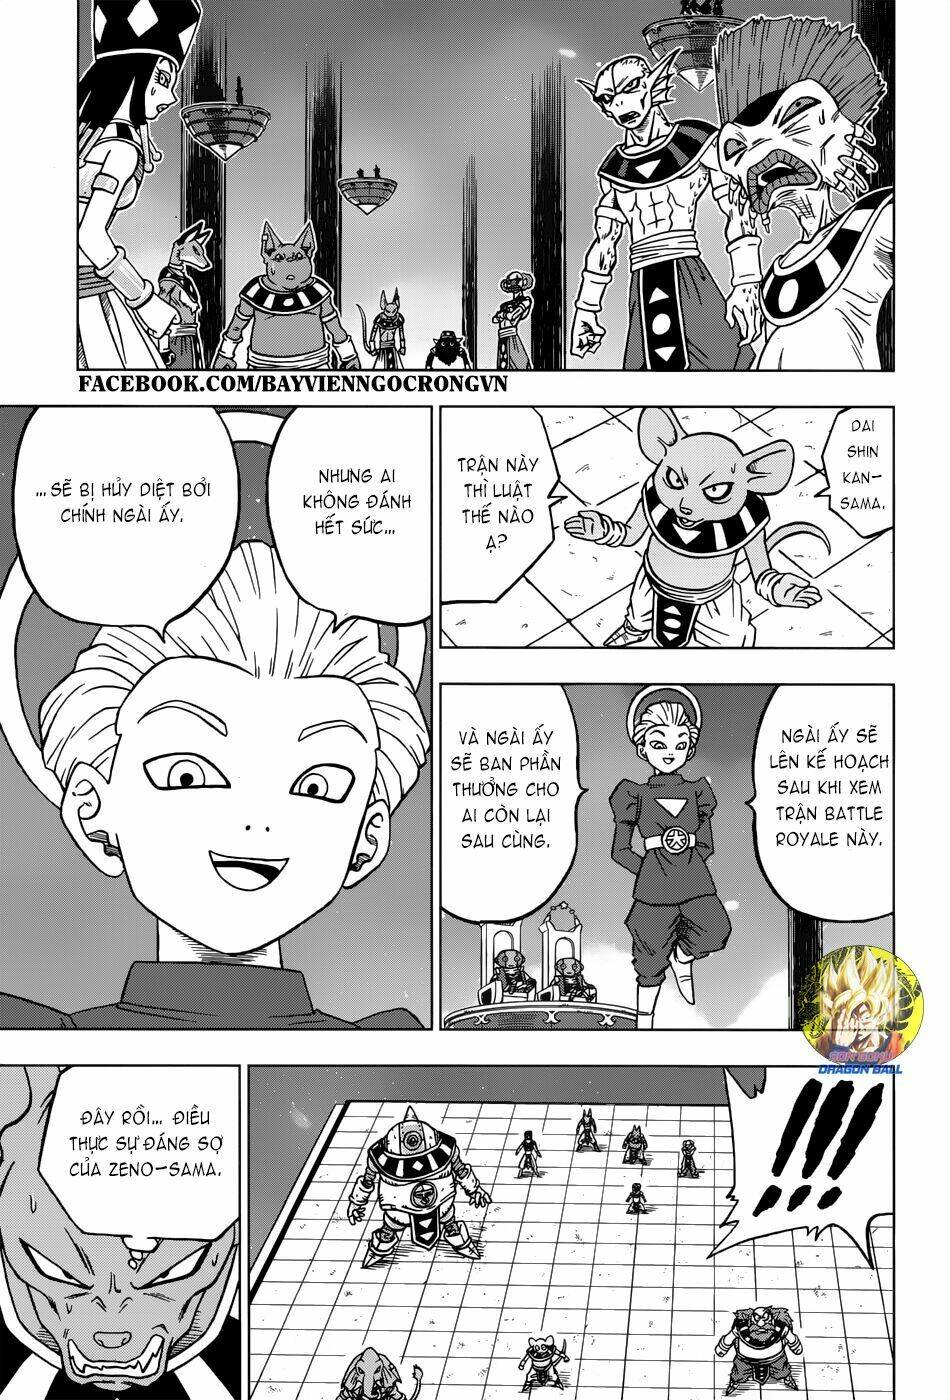 FACEBOOK.COM/BAYVIENNGOCRONGVN
DAI
SHIN
KAN-
SAMA.
TRẬN NÀY
THÌ LUẬT
THẾ NÀO
Ạ?
NHƯNG AI
KHÔNG ĐÁNH
HẾT SỨC...
...SẼ BỊ HỦY DIỆT BỞI
CHÍNH NGÀI ẤY.
NGÀI ẤY SẼ
LÊN KẾ HOẠCH
SAU KHI XEM
TRẬN BATTLE
ROYALE NÀY.
VÀ NGÀI ẤY
SẼ BAN PHẦN
THƯỞNG CHO
AI CÒN LẠI
SAU CÙNG.
SON GOKU
DRAGON BALL
!!!
ĐÂY RỒI... ĐIỀU
THỰC SỰ ĐÁNG SỢ
CỦA ZENO-SAMA.